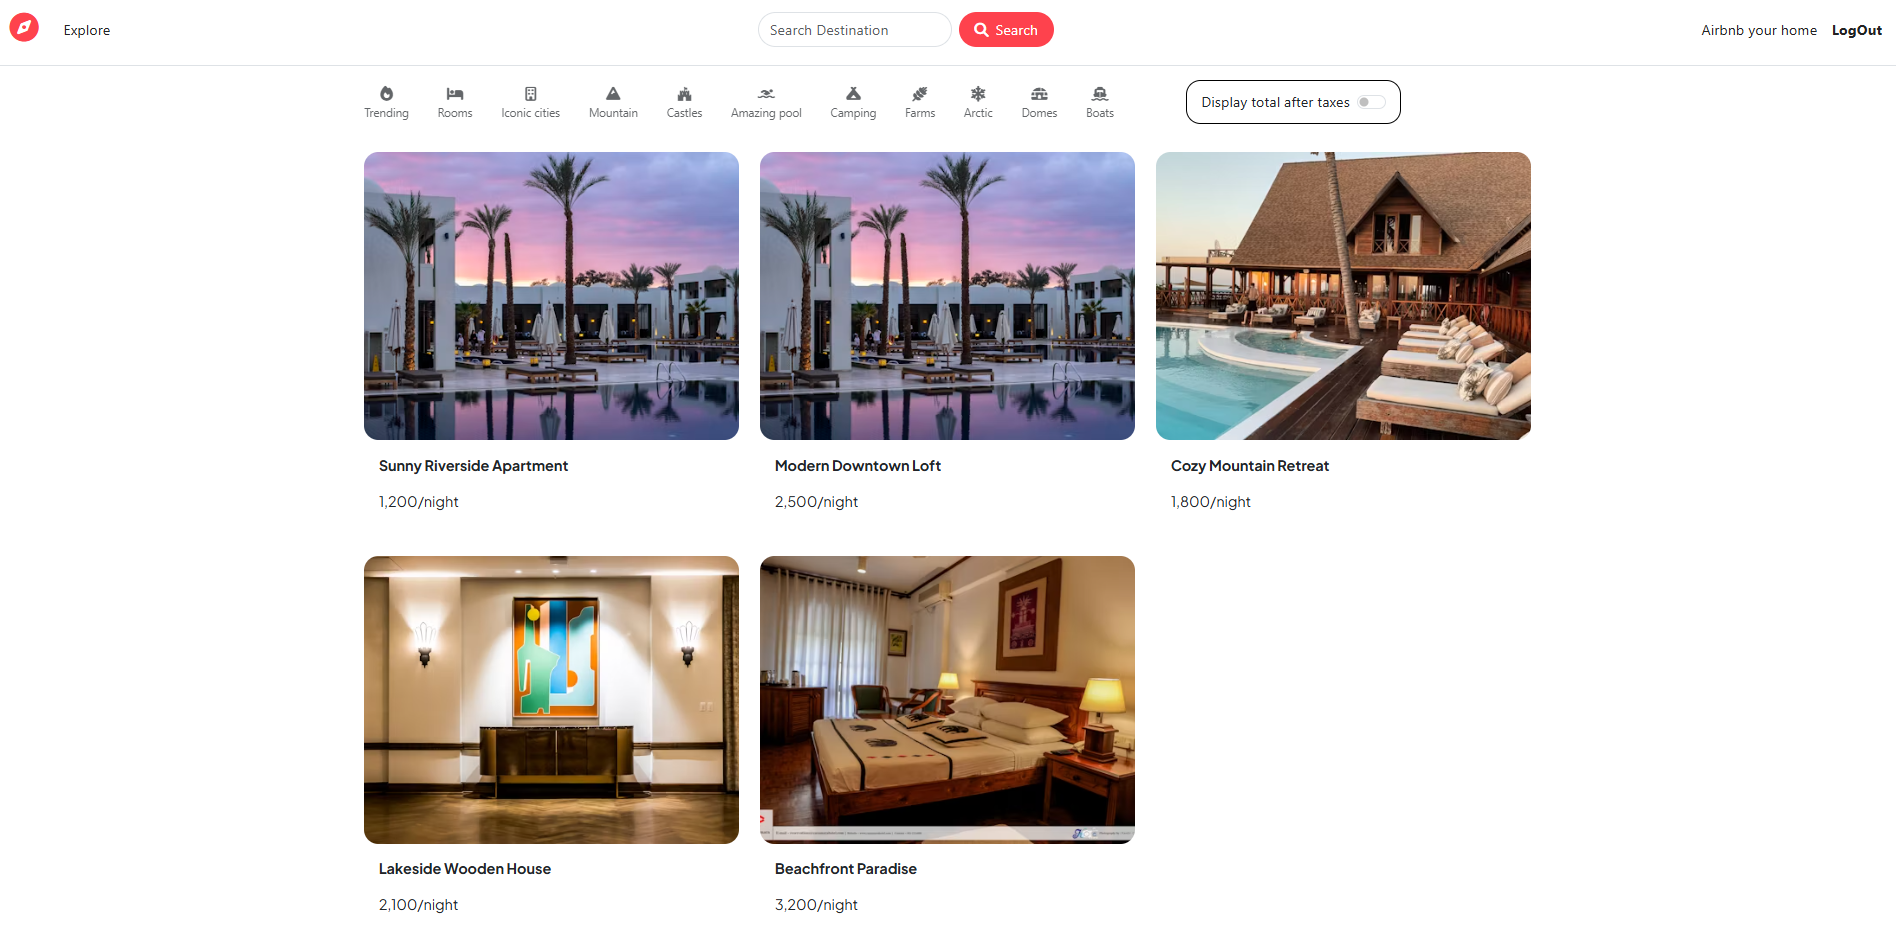 Explore
Search Destination
Search
Airbnb your home
LogOut
Trending
Rooms
Iconic cities
Mountain
Castles
Amazing pool
Camping
Farms
Arctic
Domes
Boats
Display total after taxes
Sunny Riverside Apartment
1,200/night
Modern Downtown Loft
2,500/night
Cozy Mountain Retreat
1,800/night
Lakeside Wooden House
2,100/night
Beachfront Paradise
3,200/night